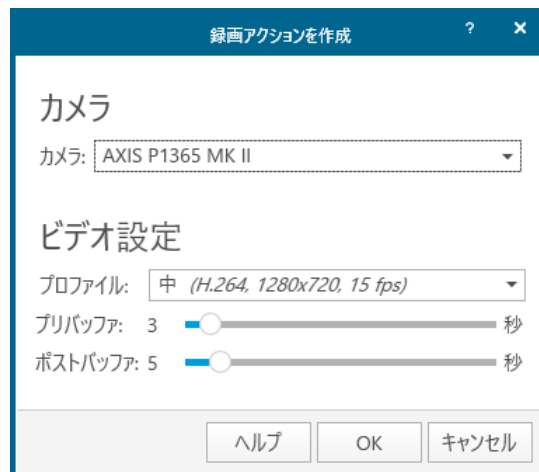 録画アクションを作成 ? ×
カメラ
カメラ: AXIS P1365 MK II
ビデオ設定
プロファイル: 中 (H.264, 1280x720, 15 fps)
プリバッファ: 3 秒
ポストバッファ: 5 秒
ヘルプ OK キャンセル